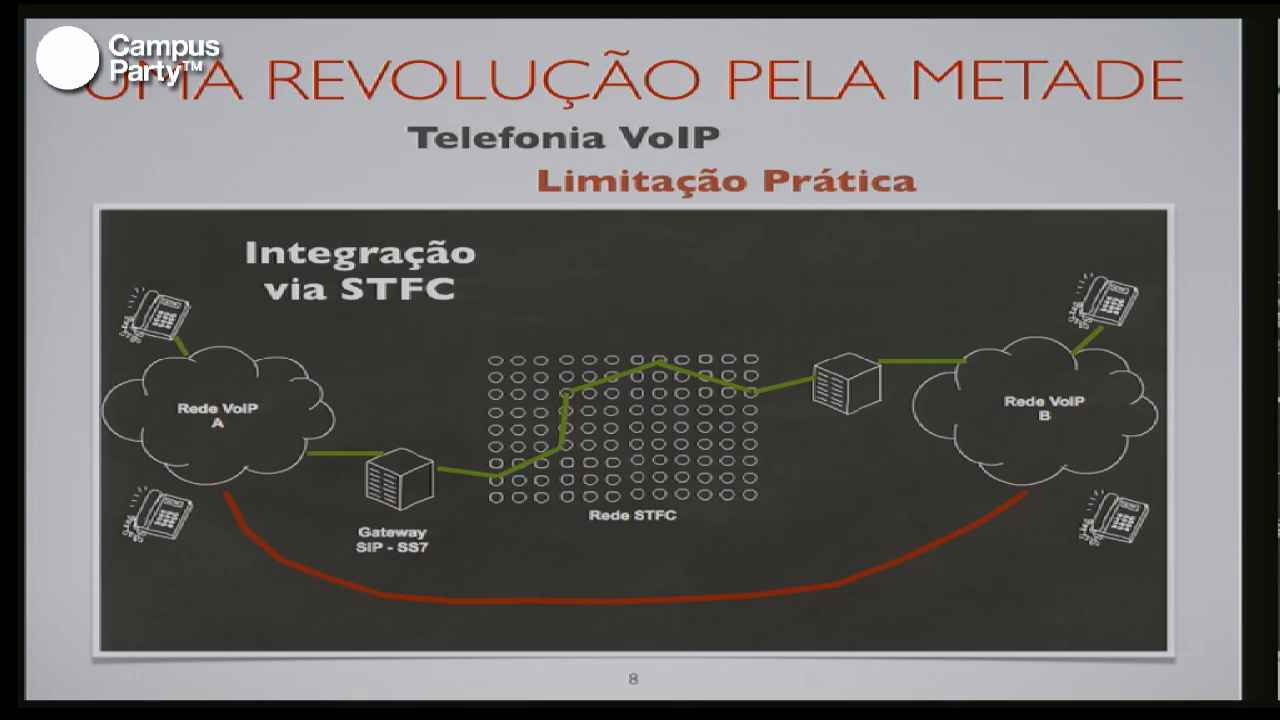 Campus
Party™
UMA REVOLUÇÃO PELA METADE
Telefonia VoIP
Limitação Prática
Integração
via STFC
Rede VoIP
A
Rede VoIP
B
Gateway
SIP - SS7
Rede STFC
8